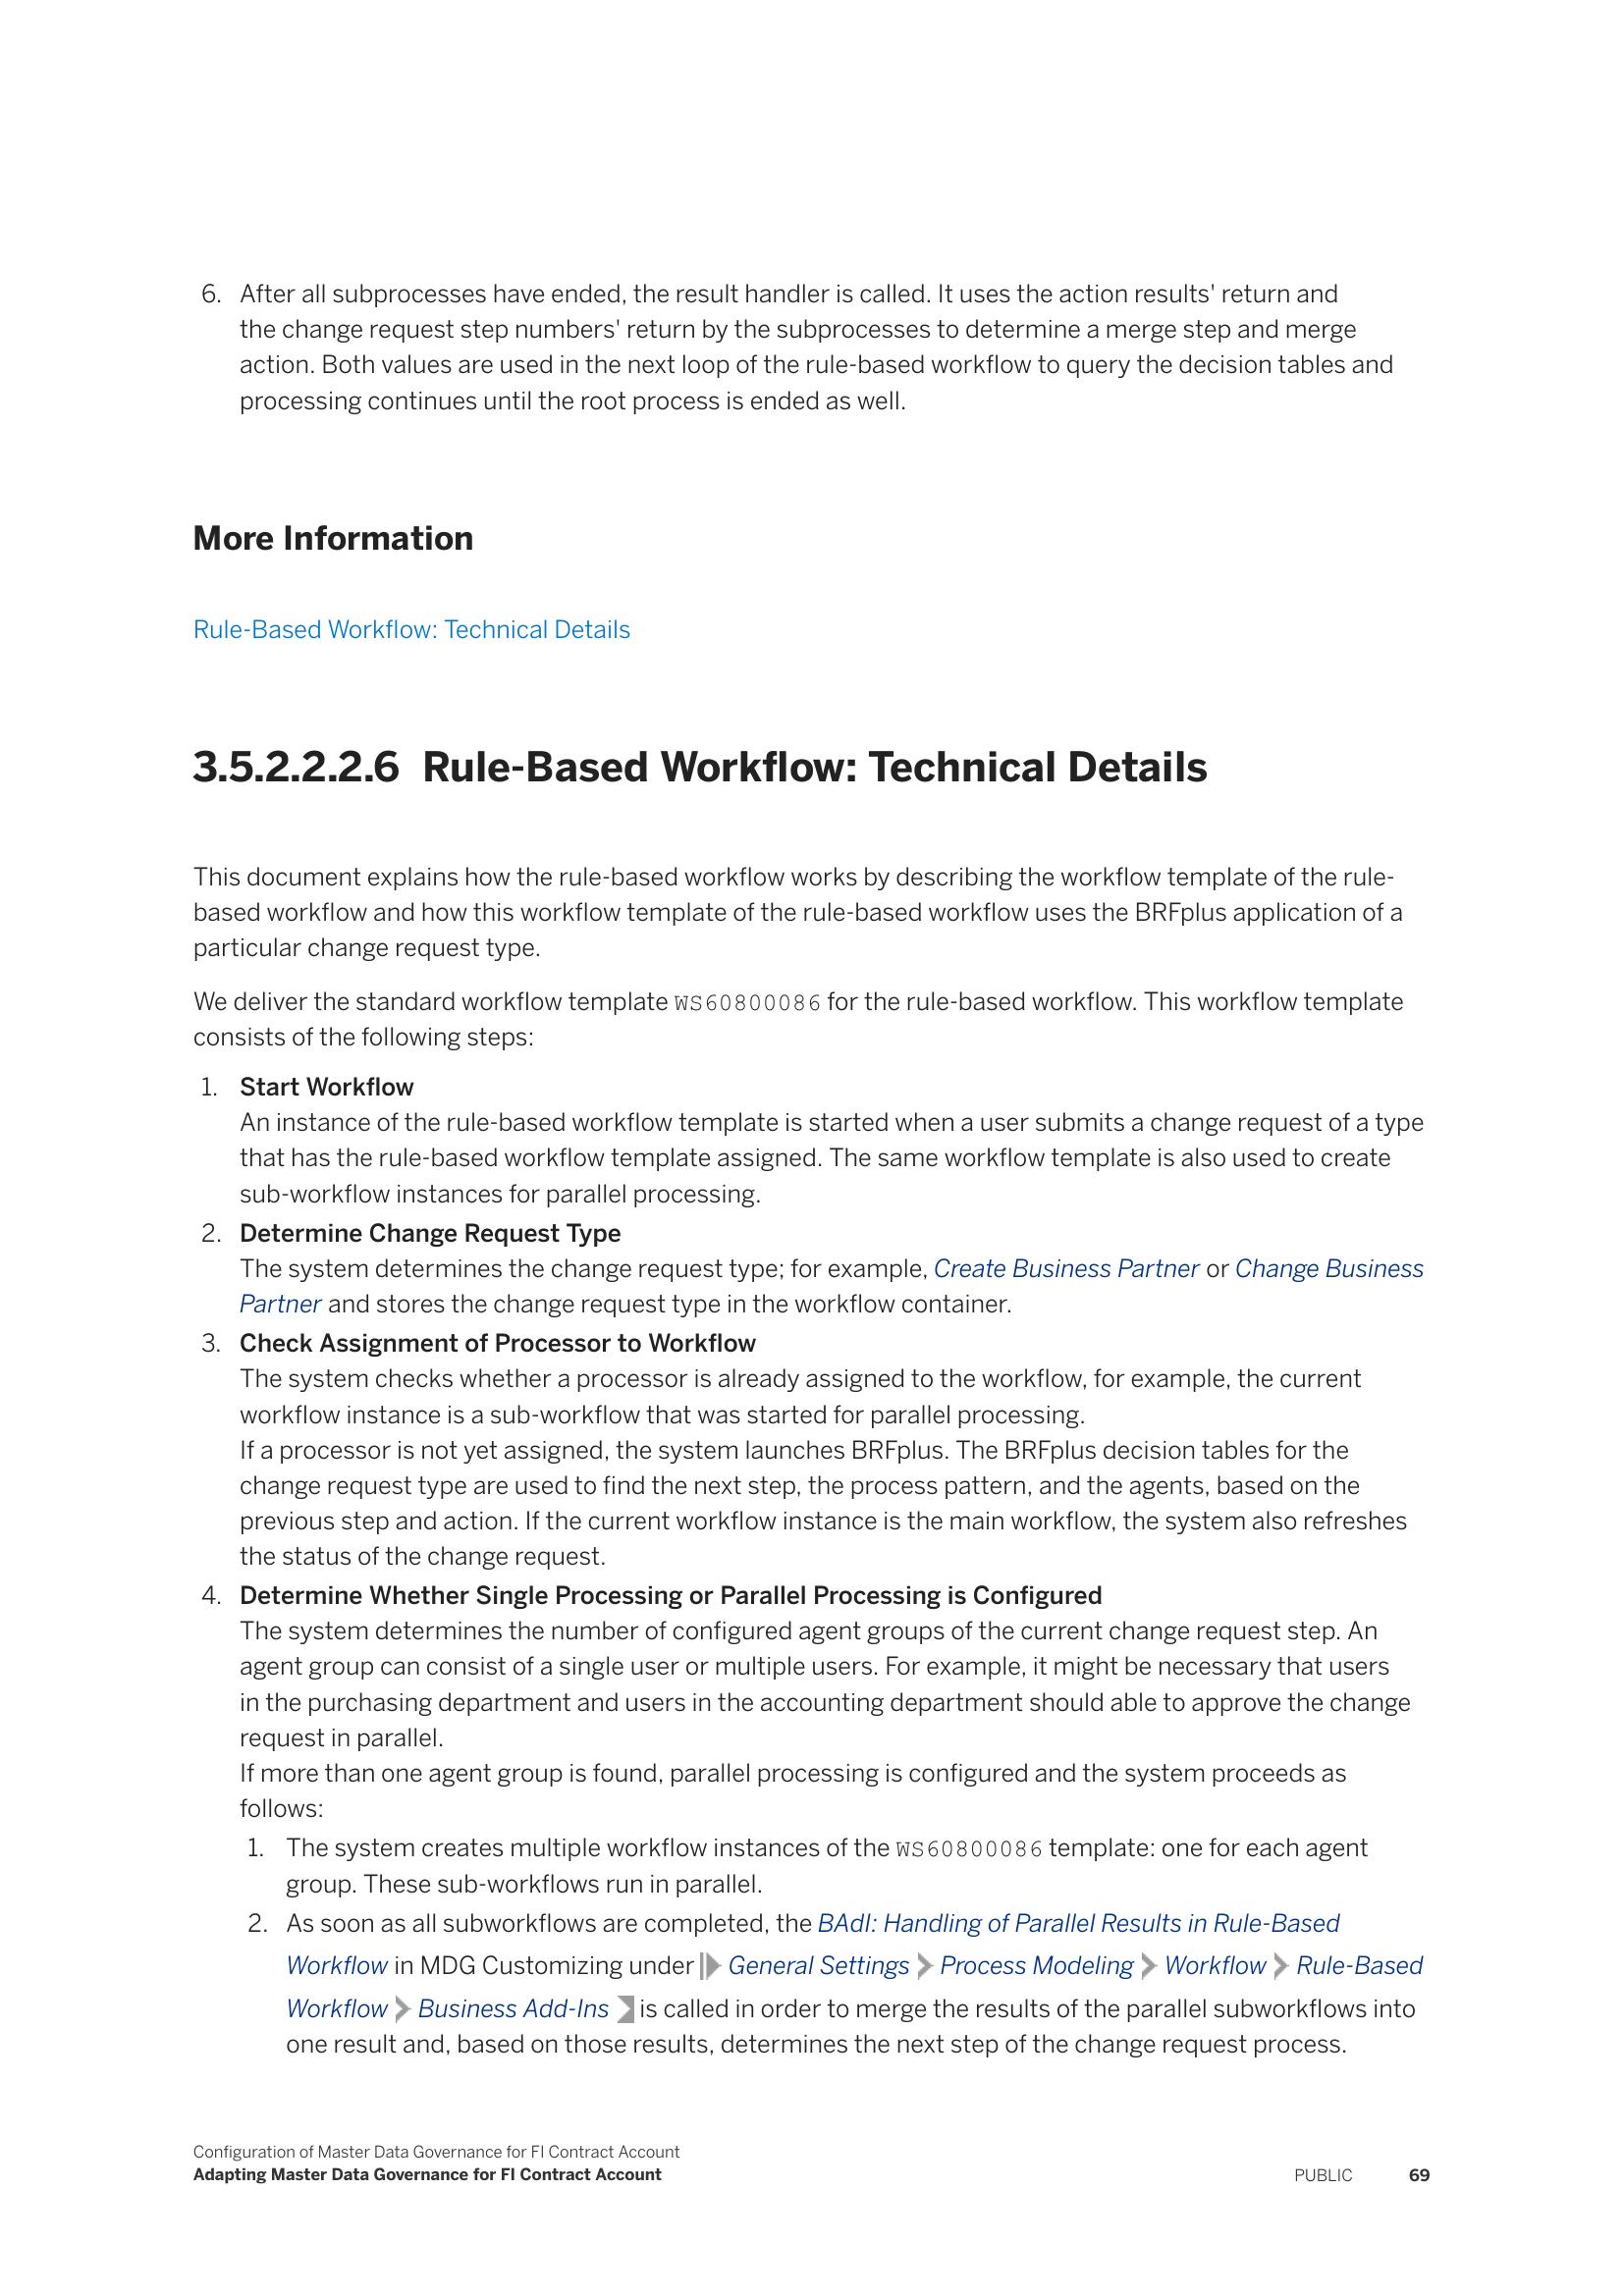 6. After all subprocesses have ended, the result handler is called. It uses the action results' return and
the change request step numbers' return by the subprocesses to determine a merge step and merge
action. Both values are used in the next loop of the rule-based workflow to query the decision tables and
processing continues until the root process is ended as well.
More Information
Rule-Based Workflow: Technical Details
3.5.2.2.2.6 Rule-Based Workflow: Technical Details
This document explains how the rule-based workflow works by describing the workflow template of the rule-
based workflow and how this workflow template of the rule-based workflow uses the BRFplus application of a
particular change request type.
We deliver the standard workflow template WS60800086 for the rule-based workflow. This workflow template
consists of the following steps:
1. Start Workflow
An instance of the rule-based workflow template is started when a user submits a change request of a type
that has the rule-based workflow template assigned. The same workflow template is also used to create
sub-workflow instances for parallel processing.
2. Determine Change Request Type
The system determines the change request type; for example, Create Business Partner or Change Business
Partner and stores the change request type in the workflow container.
3. Check Assignment of Processor to Workflow
The system checks whether a processor is already assigned to the workflow, for example, the current
workflow instance is a sub-workflow that was started for parallel processing.
If a processor is not yet assigned, the system launches BRFplus. The BRFplus decision tables for the
change request type are used to find the next step, the process pattern, and the agents, based on the
previous step and action. If the current workflow instance is the main workflow, the system also refreshes
the status of the change request.
4. Determine Whether Single Processing or Parallel Processing is Configured
The system determines the number of configured agent groups of the current change request step. An
agent group can consist of a single user or multiple users. For example, it might be necessary that users
in the purchasing department and users in the accounting department should able to approve the change
request in parallel.
If more than one agent group is found, parallel processing is configured and the system proceeds as
follows:
1. The system creates multiple workflow instances of the WS60800086 template: one for each agent
group. These sub-workflows run in parallel.
2. As soon as all subworkflows are completed, the BAdI: Handling of Parallel Results in Rule-Based
Workflow in MDG Customizing under General Settings Process Modeling Workflow Rule-Based
Workflow Business Add-Ins is called in order to merge the results of the parallel subworkflows into
one result and, based on those results, determines the next step of the change request process.
Configuration of Master Data Governance for FI Contract Account
Adapting Master Data Governance for FI Contract Account
PUBLIC 69